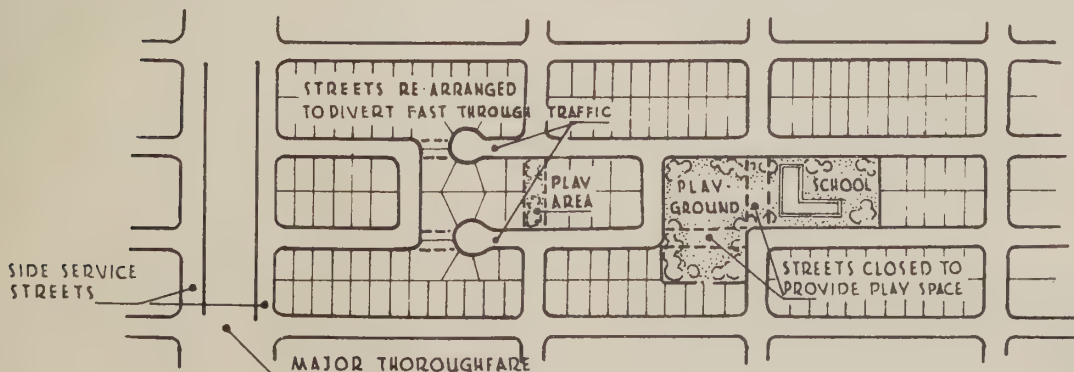 STREETS RE-ARRANGED
TO DIVERT FAST THROUGH TRAFFIC
PLAY
AREA
PLAY-
GROUND
SCHOOL
SIDE SERVICE
STREETS
STREETS CLOSED TO
PROVIDE PLAY SPACE
MAJOR THOROUGHFARE